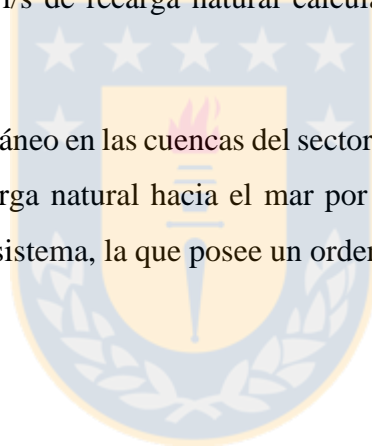 l/s de recarga natural calcula
áneo en las cuencas del sector
arga natural hacia el mar por
sistema, la que posee un orden